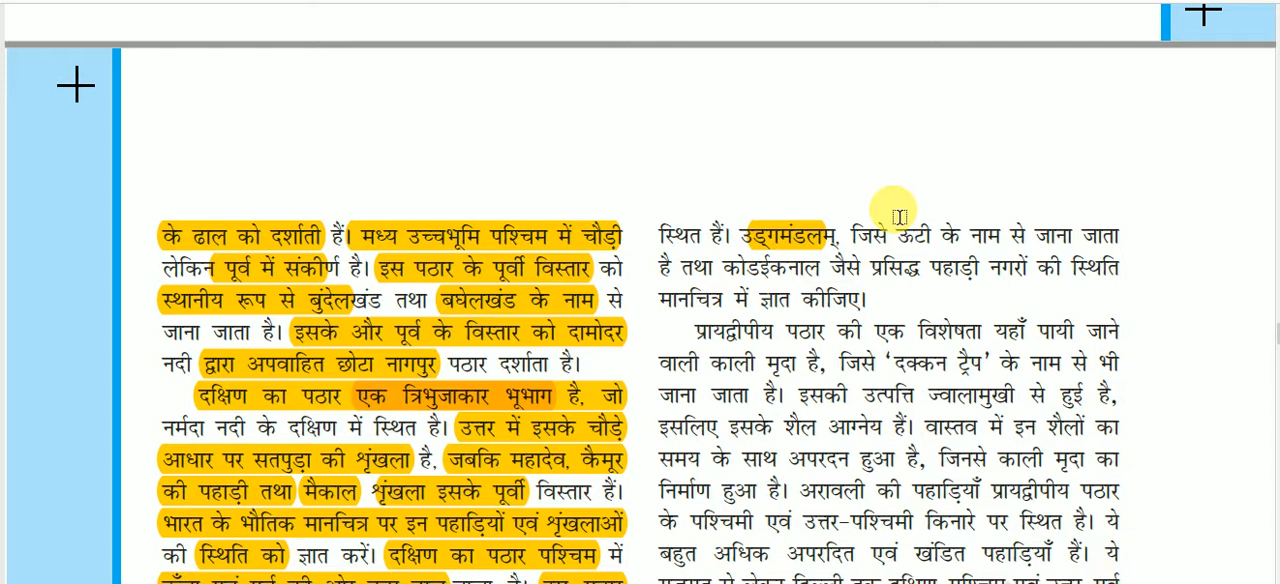 के ढाल को दर्शाती हैं। मध्य उच्चभूमि पश्चिम में चौड़ी
लेकिन पूर्व में संकीर्ण है। इस पठार के पूर्वी विस्तार को
स्थानीय रूप से बुंदेलखंड तथा बघेलखंड के नाम से
जाना जाता है। इसके और पूर्व के विस्तार को दामोदर
नदी द्वारा अपवाहित छोटा नागपुर पठार दर्शाता है।
दक्षिण का पठार एक त्रिभुजाकार भूभाग है, जो
नर्मदा नदी के दक्षिण में स्थित है। उत्तर में इसके चौड़े
आधार पर सतपुड़ा की शृंखला है, जबकि महादेव, कैमूर
की पहाड़ी तथा मैकाल शृंखला इसके पूर्वी विस्तार हैं।
भारत के भौतिक मानचित्र पर इन पहाड़ियों एवं शृंखलाओं
की स्थिति को ज्ञात करें। दक्षिण का पठार पश्चिम में
स्थित हैं। उड्गमंडलम्, जिसे ऊटी के नाम से जाना जाता
है तथा कोडईकनाल जैसे प्रसिद्ध पहाड़ी नगरों की स्थिति
मानचित्र में ज्ञात कीजिए।
प्रायद्वीपीय पठार की एक विशेषता यहाँ पायी जाने
वाली काली मृदा है, जिसे ‘दक्कन ट्रैप’ के नाम से भी
जाना जाता है। इसकी उत्पत्ति ज्वालामुखी से हुई है,
इसलिए इसके शैल आग्नेय हैं। वास्तव में इन शैलों का
समय के साथ अपरदन हुआ है, जिनसे काली मृदा का
निर्माण हुआ है। अरावली की पहाड़ियाँ प्रायद्वीपीय पठार
के पश्चिमी एवं उत्तर-पश्चिमी किनारे पर स्थित है। ये
बहुत अधिक अपरदित एवं खंडित पहाड़ियाँ हैं। ये